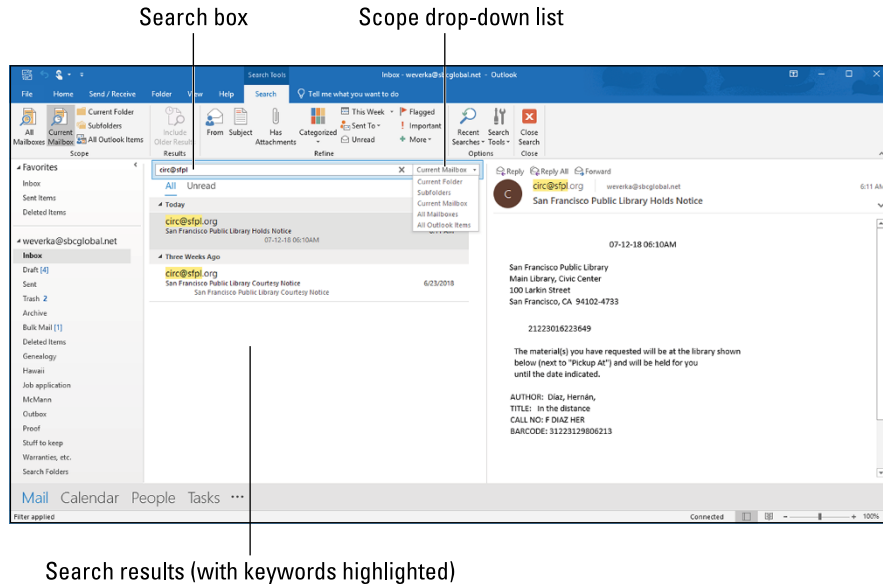 Search box
Scope drop-down list
Search Tools
Inbox - weverka@sbcglobal.net - Outlook
File Home Send / Receive Folder View Help Search Tell me what you want to do
All Mailboxes
Current Mailbox
Current Folder
Subfolders
All Outlook Items
Scope
Include Older Results
Results
From
Subject
Has Attachments
Categorized
This Week
Sent To
Unread
Flagged
Important
More
Refine
Recent Searches
Search Tools
Options
Close Search
Close
Favorites
Inbox
Sent Items
Deleted Items
weverka@sbcglobal.net
Inbox
Draft [4]
Sent
Trash 2
Archive
Bulk Mail [1]
Deleted Items
Genealogy
Hawaii
Job application
McMann
Outbox
Proof
Stuff to keep
Warranties, etc.
Search Folders
circ@sfpl
Current Mailbox
Current Folder
Subfolders
Current Mailbox
All Mailboxes
All Outlook Items
All Unread
Today
circ@sfpl.org
San Francisco Public Library Holds Notice 6:11 AM
07-12-18 06:10AM
Three Weeks Ago
circ@sfpl.org
San Francisco Public Library Courtesy Notice 6/23/2018
San Francisco Public Library Courtesy Notice
Reply Reply All Forward
C
circ@sfpl.org weverka@sbcglobal.net 6:11 AM
San Francisco Public Library Holds Notice
07-12-18 06:10AM
San Francisco Public Library
Main Library, Civic Center
100 Larkin Street
San Francisco, CA 94102-4733
21223016223649
The material(s) you have requested will be at the library shown
below (next to "Pickup At") and will be held for you
until the date indicated.
AUTHOR: Díaz, Hernán,
TITLE: In the distance
CALL NO: F DIAZ HER
BARCODE: 31223129806213
Mail Calendar People Tasks ...
Filter applied
Connected
100%
Search results (with keywords highlighted)